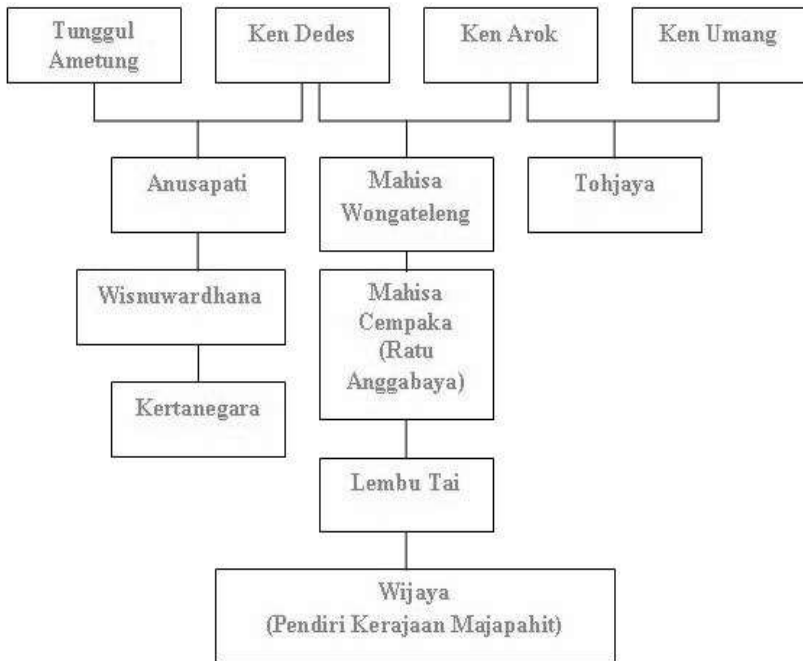 Tunggul
Ametung
Ken Dedes
Ken Arok
Ken Umang
Anusapati
Mahisa
Wongateleng
Tohjaya
Wisnuwardhana
Mahisa
Cempaka
(Ratu
Anggabaya)
Kertanegara
Lembu Tai
Wijaya
(Pendiri Kerajaan Majapahit)